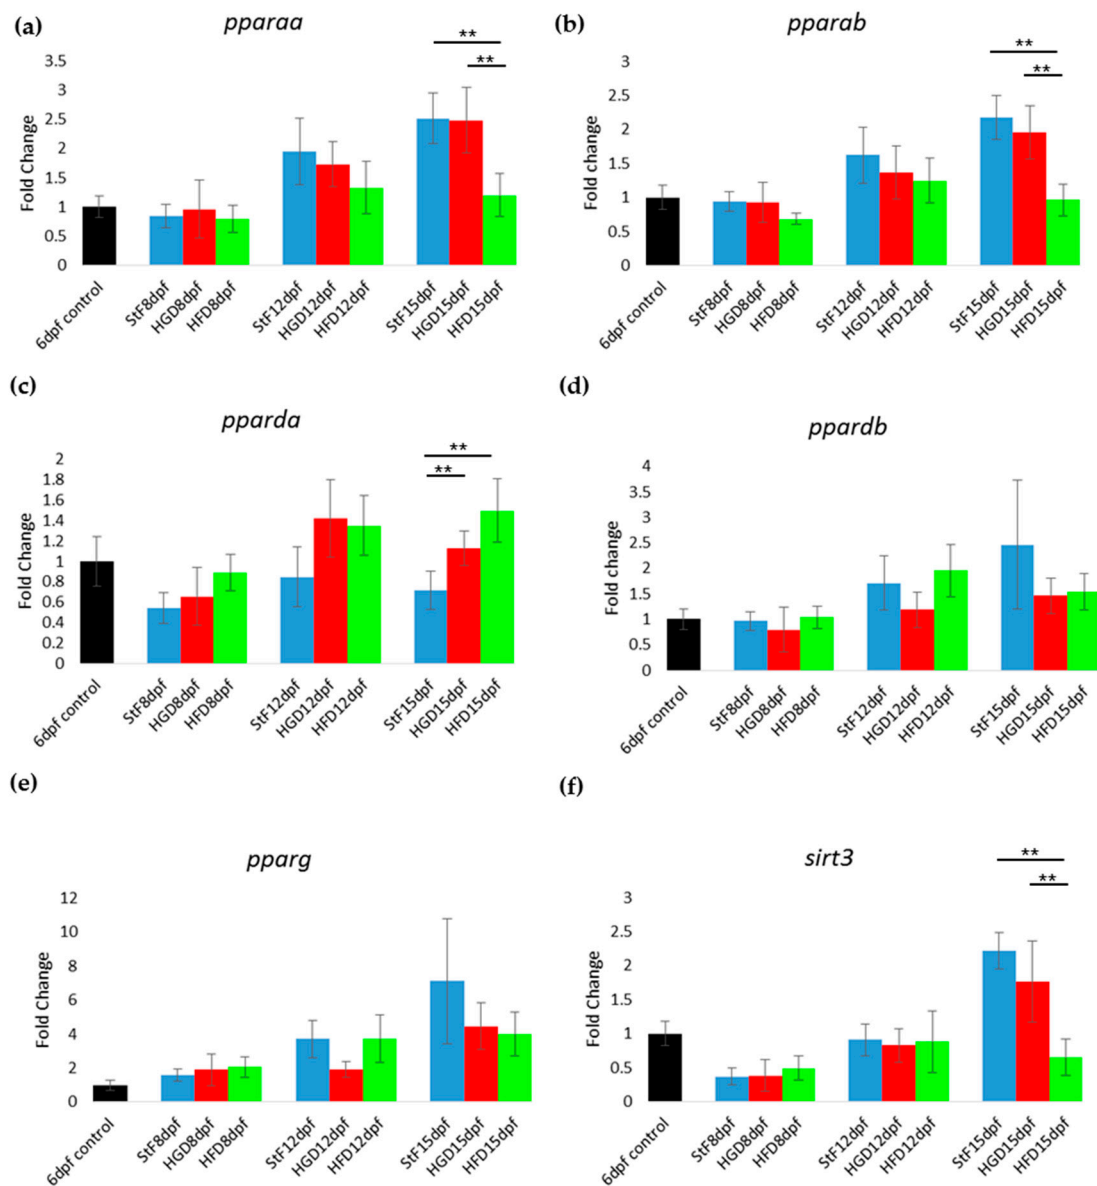 (a)
pparaa
**
**
Fold Change
3.5
3
2.5
2
1.5
1
0.5
0
6dpf control
StF8dpf
HGD8dpf
HFD8dpf
StF12dpf
HGD12dpf
HFD12dpf
StF15dpf
HGD15dpf
HFD15dpf
(b)
pparab
**
**
Fold Change
3
2.5
2
1.5
1
0.5
0
6dpf control
StF8dpf
HGD8dpf
HFD8dpf
StF12dpf
HGD12dpf
HFD12dpf
StF15dpf
HGD15dpf
HFD15dpf
(c)
pparda
**
**
Fold Change
2
1.8
1.6
1.4
1.2
1
0.8
0.6
0.4
0.2
0
6dpf control
StF8dpf
HGD8dpf
HFD8dpf
StF12dpf
HGD12dpf
HFD12dpf
StF15dpf
HGD15dpf
HFD15dpf
(d)
ppardb
Fold change
4
3.5
3
2.5
2
1.5
1
0.5
0
6dpf control
StF8dpf
HGD8dpf
HFD8dpf
StF12dpf
HGD12dpf
HFD12dpf
StF15dpf
HGD15dpf
HFD15dpf
(e)
pparg
Fold Change
12
10
8
6
4
2
0
6dpf control
StF8dpf
HGD8dpf
HFD8dpf
StF12dpf
HGD12dpf
HFD12dpf
StF15dpf
HGD15dpf
HFD15dpf
(f)
sirt3
**
**
Fold Change
3
2.5
2
1.5
1
0.5
0
6dpf control
StF8dpf
HGD8dpf
HFD8dpf
StF12dpf
HGD12dpf
HFD12dpf
StF15dpf
HGD15dpf
HFD15dpf